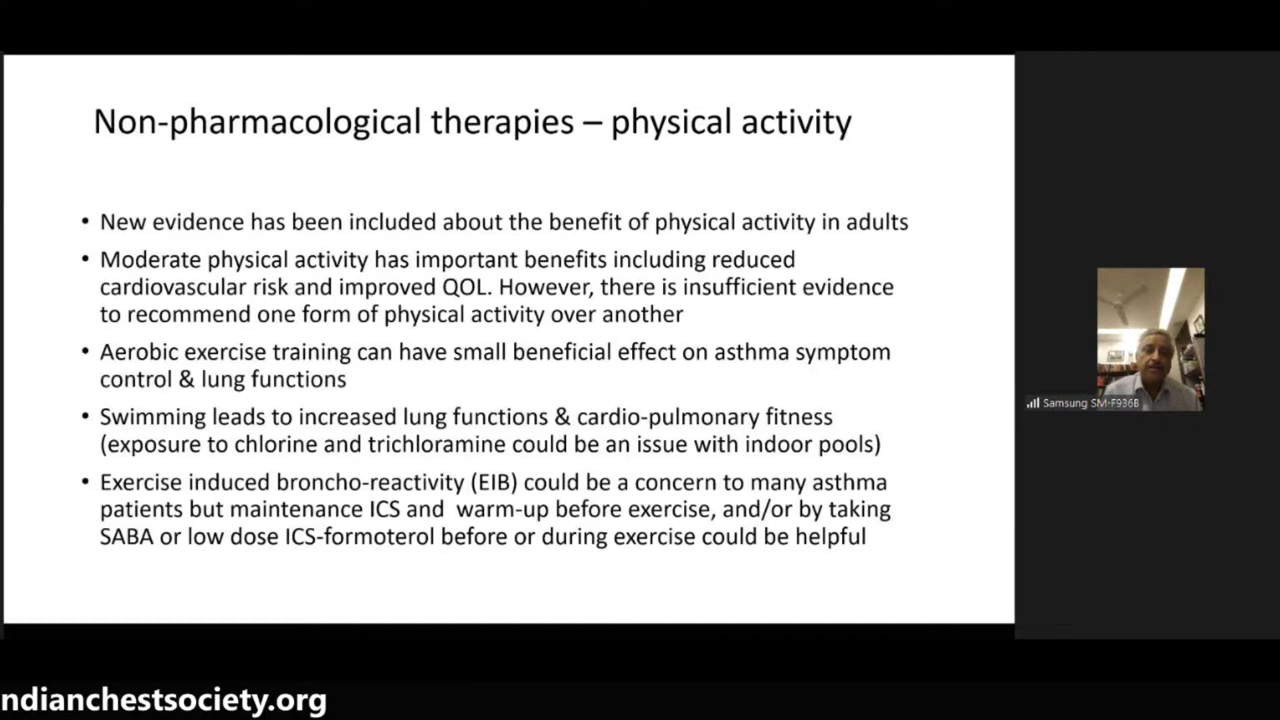 Non-pharmacological therapies – physical activity
• New evidence has been included about the benefit of physical activity in adults
• Moderate physical activity has important benefits including reduced
cardiovascular risk and improved QOL. However, there is insufficient evidence
to recommend one form of physical activity over another
• Aerobic exercise training can have small beneficial effect on asthma symptom
control & lung functions
• Swimming leads to increased lung functions & cardio-pulmonary fitness
(exposure to chlorine and trichloramine could be an issue with indoor pools)
• Exercise induced broncho-reactivity (EIB) could be a concern to many asthma
patients but maintenance ICS and warm-up before exercise, and/or by taking
SABA or low dose ICS-formoterol before or during exercise could be helpful
Samsung SM-F936B
ndianchestsociety.org